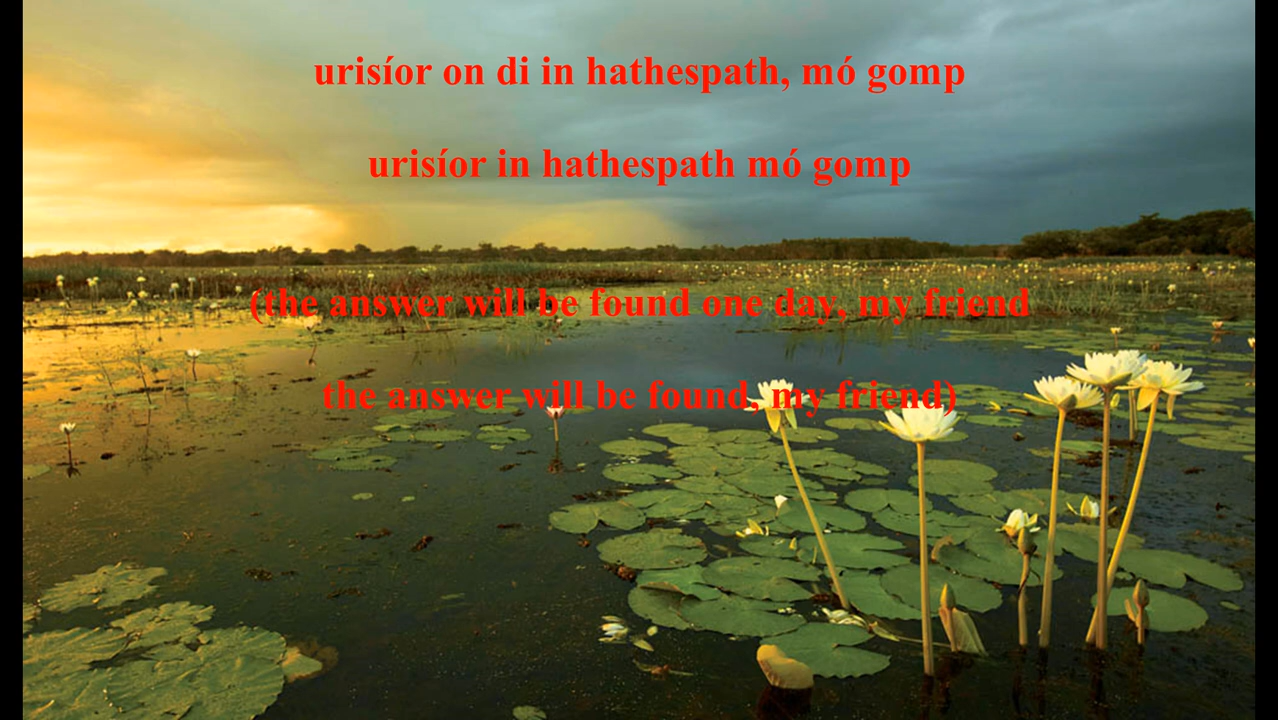 urisíor on di in hathespath, mó gomp
urisíor in hathespath mó gomp
(the answer will be found one day, my friend
the answer will be found, my friend)